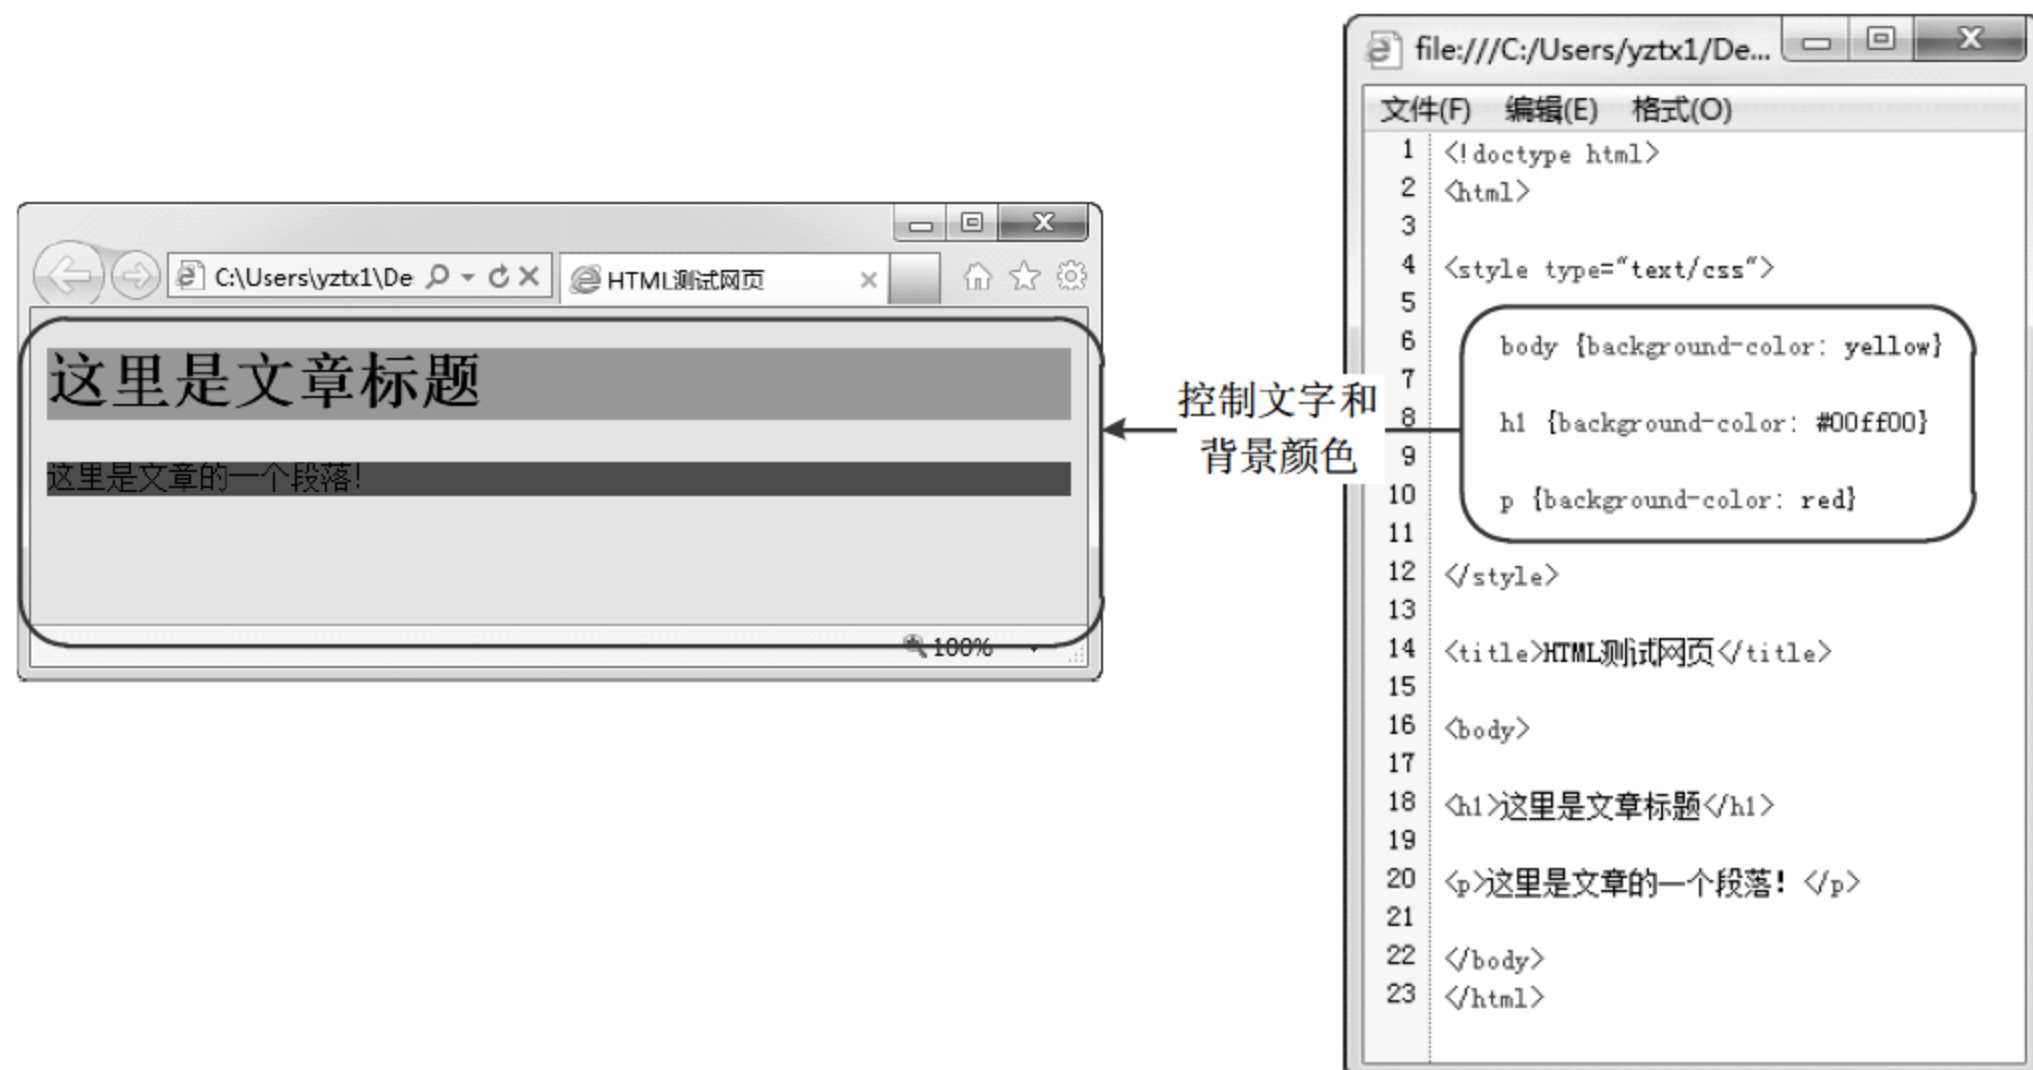 C:\Users\yztx1\De
HTML测试网页
这里是文章标题
这里是文章的一个段落!
100%
控制文字和
背景颜色
file:///C:/Users/yztx1/De...
文件(F) 编辑(E) 格式(O)
1 <!doctype html>
2 <html>
3
4 <style type="text/css">
5
6 body {background-color: yellow}
7
8 h1 {background-color: #00ff00}
9
10 p {background-color: red}
11
12 </style>
13
14 <title>HTML测试网页</title>
15
16 <body>
17
18 <h1>这里是文章标题</h1>
19
20 <p>这里是文章的一个段落! </p>
21
22 </body>
23 </html>